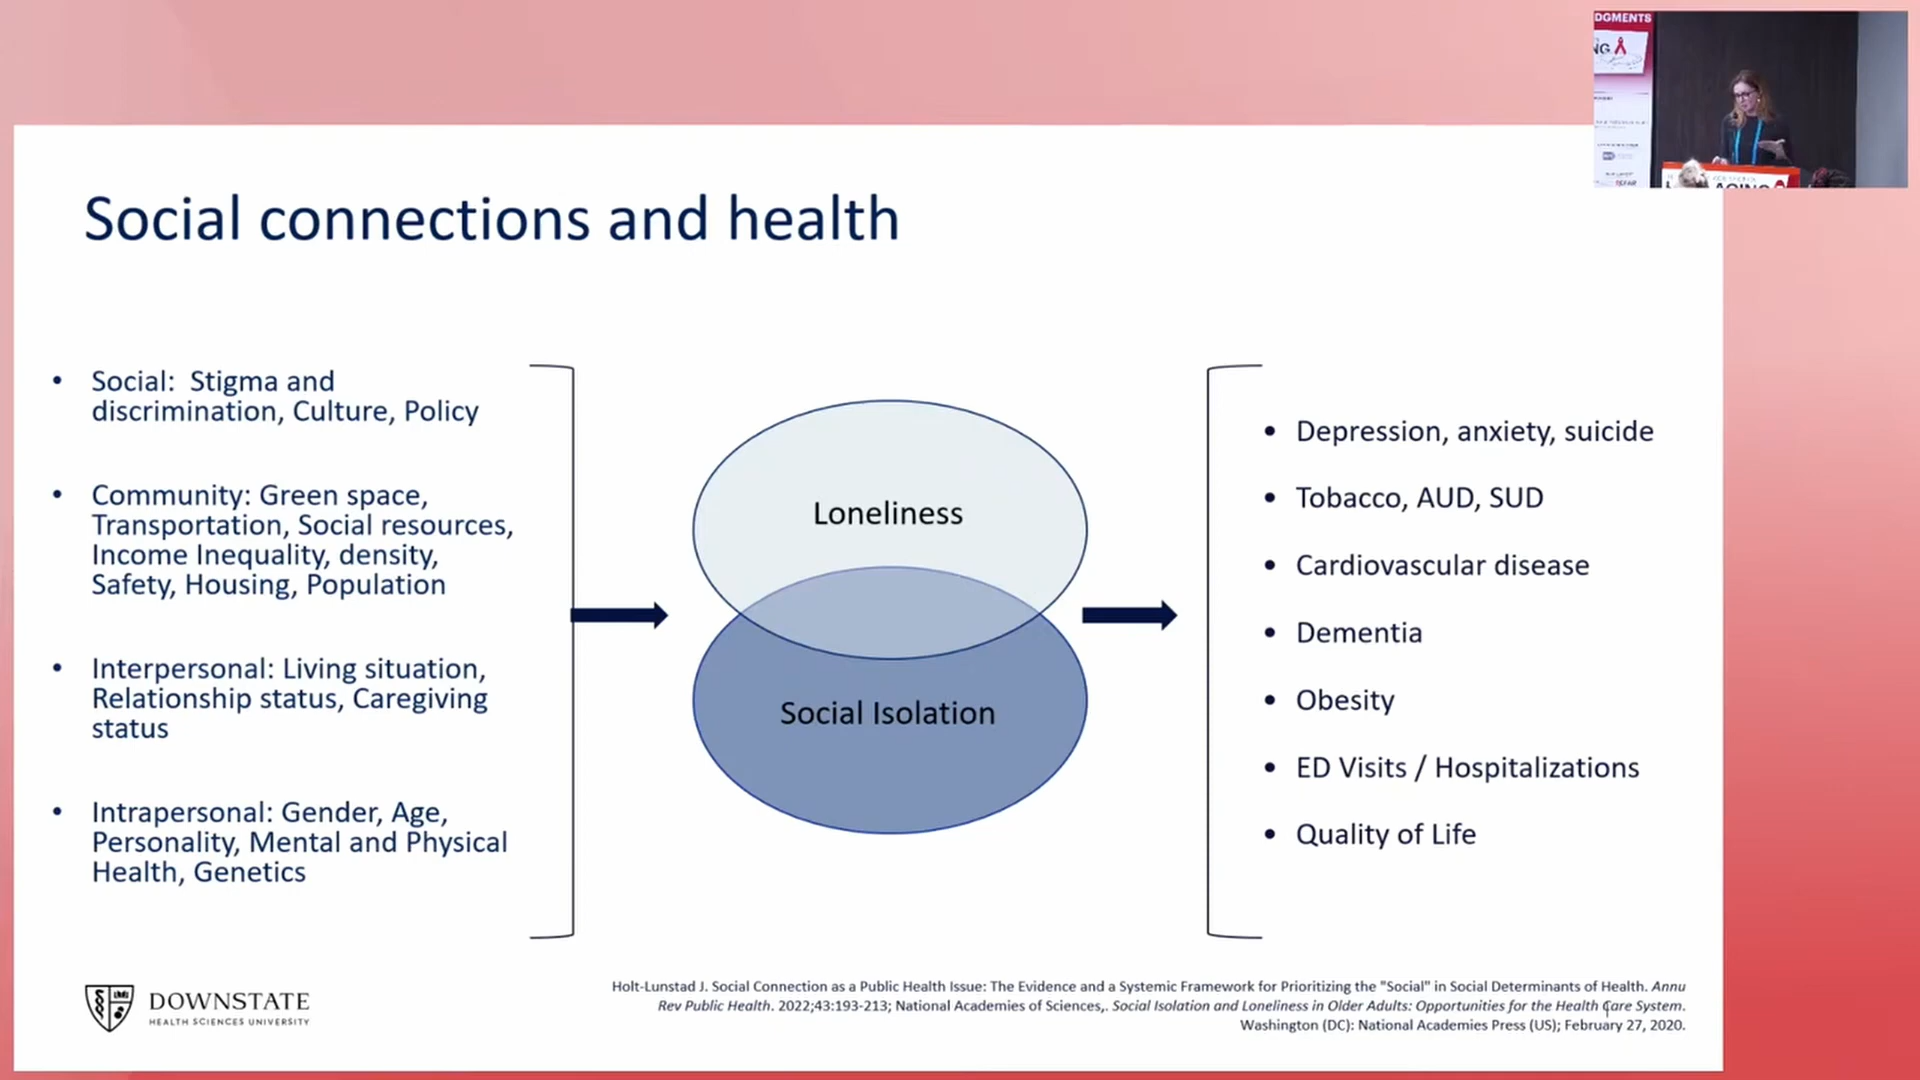 DGMENTS
NG
AGING
Social connections and health
• Social:  Stigma and
discrimination, Culture, Policy
• Community: Green space,
Transportation, Social resources,
Income Inequality, density,
Safety, Housing, Population
• Interpersonal: Living situation,
Relationship status, Caregiving
status
• Intrapersonal: Gender, Age,
Personality, Mental and Physical
Health, Genetics
Loneliness
Social Isolation
• Depression, anxiety, suicide
• Tobacco, AUD, SUD
• Cardiovascular disease
• Dementia
• Obesity
• ED Visits / Hospitalizations
• Quality of Life
DOWNSTATE
HEALTH SCIENCES UNIVERSITY
Holt-Lunstad J. Social Connection as a Public Health Issue: The Evidence and a Systemic Framework for Prioritizing the "Social" in Social Determinants of Health. Annu
Rev Public Health. 2022;43:193-213; National Academies of Sciences,. Social Isolation and Loneliness in Older Adults: Opportunities for the Health Care System.
Washington (DC): National Academies Press (US); February 27, 2020.